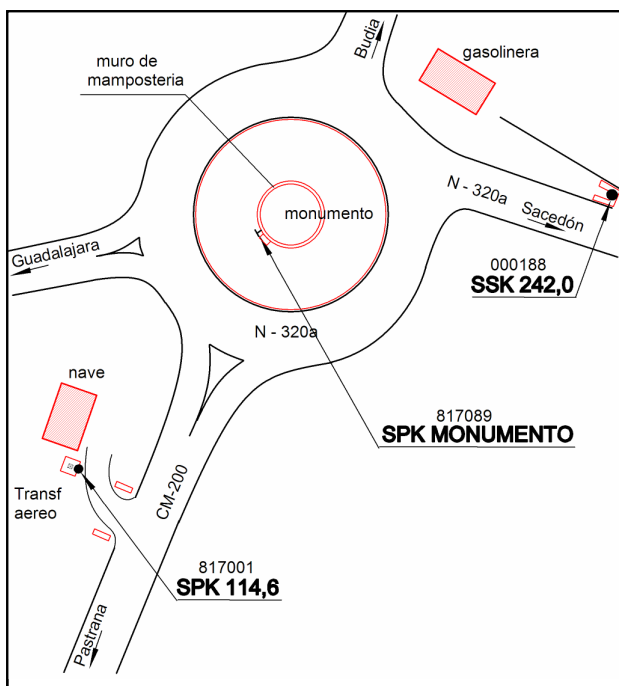 Budia
gasolinera
muro de
mamposteria
N - 320a
monumento
Sacedón
Guadalajara
000188
SSK 242,0
N - 320a
nave
817089
SPK MONUMENTO
CM-200
Transf
aereo
817001
SPK 114,6
Pastrana